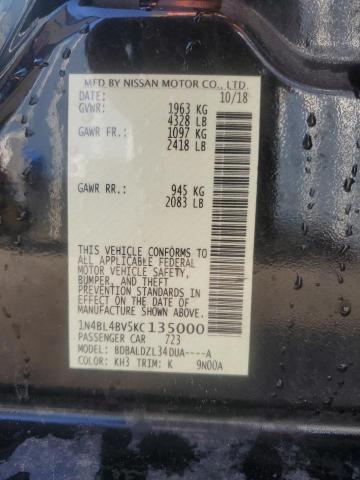 MFD BY NISSAN MOTOR CO., LTD.
DATE: 10/18
GVWR: 1963 KG
4328 LB
GAWR FR.: 1097 KG
2418 LB
GAWR RR.: 945 KG
2083 LB
THIS VEHICLE CONFORMS TO
ALL APPLICABLE FEDERAL
MOTOR VEHICLE SAFETY,
BUMPER, AND THEFT
PREVENTION STANDARDS IN
EFFECT ON THE DATE OF
MANUFACTURE SHOWN ABOVE.
1N4BL4BV5KC135000
PASSENGER CAR 723
MODEL: BDBALDZL34DUA----A
COLOR: KH3 TRIM: K 9N00A